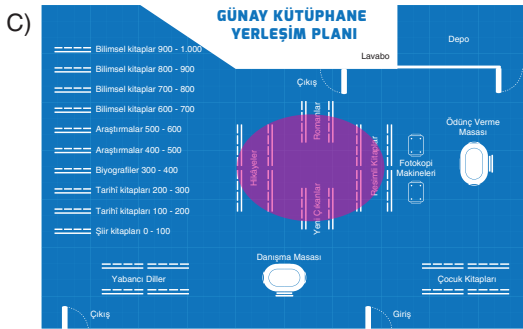 C)
GÜNAY KÜTÜPHANE
YERLEŞİM PLANI
Lavabo
Depo
Çıkış
Bilimsel kitaplar 900 - 1.000
Bilimsel kitaplar 800 - 900
Bilimsel kitaplar 700 - 800
Bilimsel kitaplar 600 - 700
Araştırmalar 500 - 600
Araştırmalar 400 - 500
Biyografiler 300 - 400
Tarihî kitapları 200 - 300
Tarihî kitapları 100 - 200
Şiir kitapları 0 - 100
Hikâyeler
Romanlar
Yeni Çıkanlar
Resimli Kitaplar
Fotokopi
Makineleri
Ödünç Verme
Masası
Danışma Masası
Yabancı Diller
Çocuk Kitapları
Çıkış
Giriş